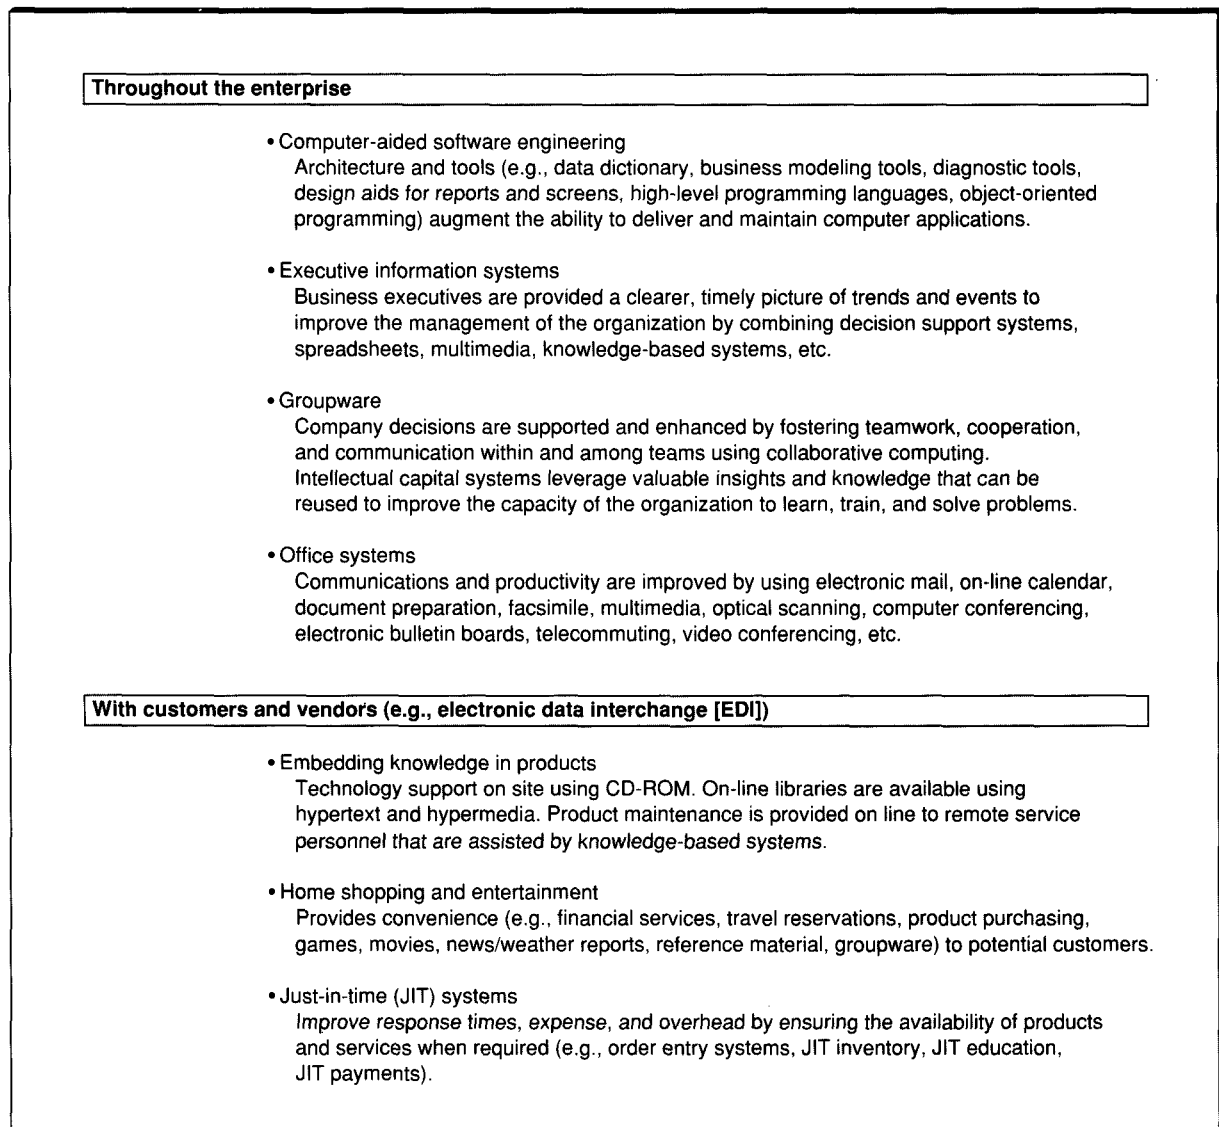 Throughout the enterprise
• Computer-aided software engineering
Architecture and tools (e.g., data dictionary, business modeling tools, diagnostic tools,
design aids for reports and screens, high-level programming languages, object-oriented
programming) augment the ability to deliver and maintain computer applications.
• Executive information systems
Business executives are provided a clearer, timely picture of trends and events to
improve the management of the organization by combining decision support systems,
spreadsheets, multimedia, knowledge-based systems, etc.
• Groupware
Company decisions are supported and enhanced by fostering teamwork, cooperation,
and communication within and among teams using collaborative computing.
Intellectual capital systems leverage valuable insights and knowledge that can be
reused to improve the capacity of the organization to learn, train, and solve problems.
• Office systems
Communications and productivity are improved by using electronic mail, on-line calendar,
document preparation, facsimile, multimedia, optical scanning, computer conferencing,
electronic bulletin boards, telecommuting, video conferencing, etc.
With customers and vendors (e.g., electronic data interchange [EDI])
• Embedding knowledge in products
Technology support on site using CD-ROM. On-line libraries are available using
hypertext and hypermedia. Product maintenance is provided on line to remote service
personnel that are assisted by knowledge-based systems.
• Home shopping and entertainment
Provides convenience (e.g., financial services, travel reservations, product purchasing,
games, movies, news/weather reports, reference material, groupware) to potential customers.
• Just-in-time (JIT) systems
Improve response times, expense, and overhead by ensuring the availability of products
and services when required (e.g., order entry systems, JIT inventory, JIT education,
JIT payments).